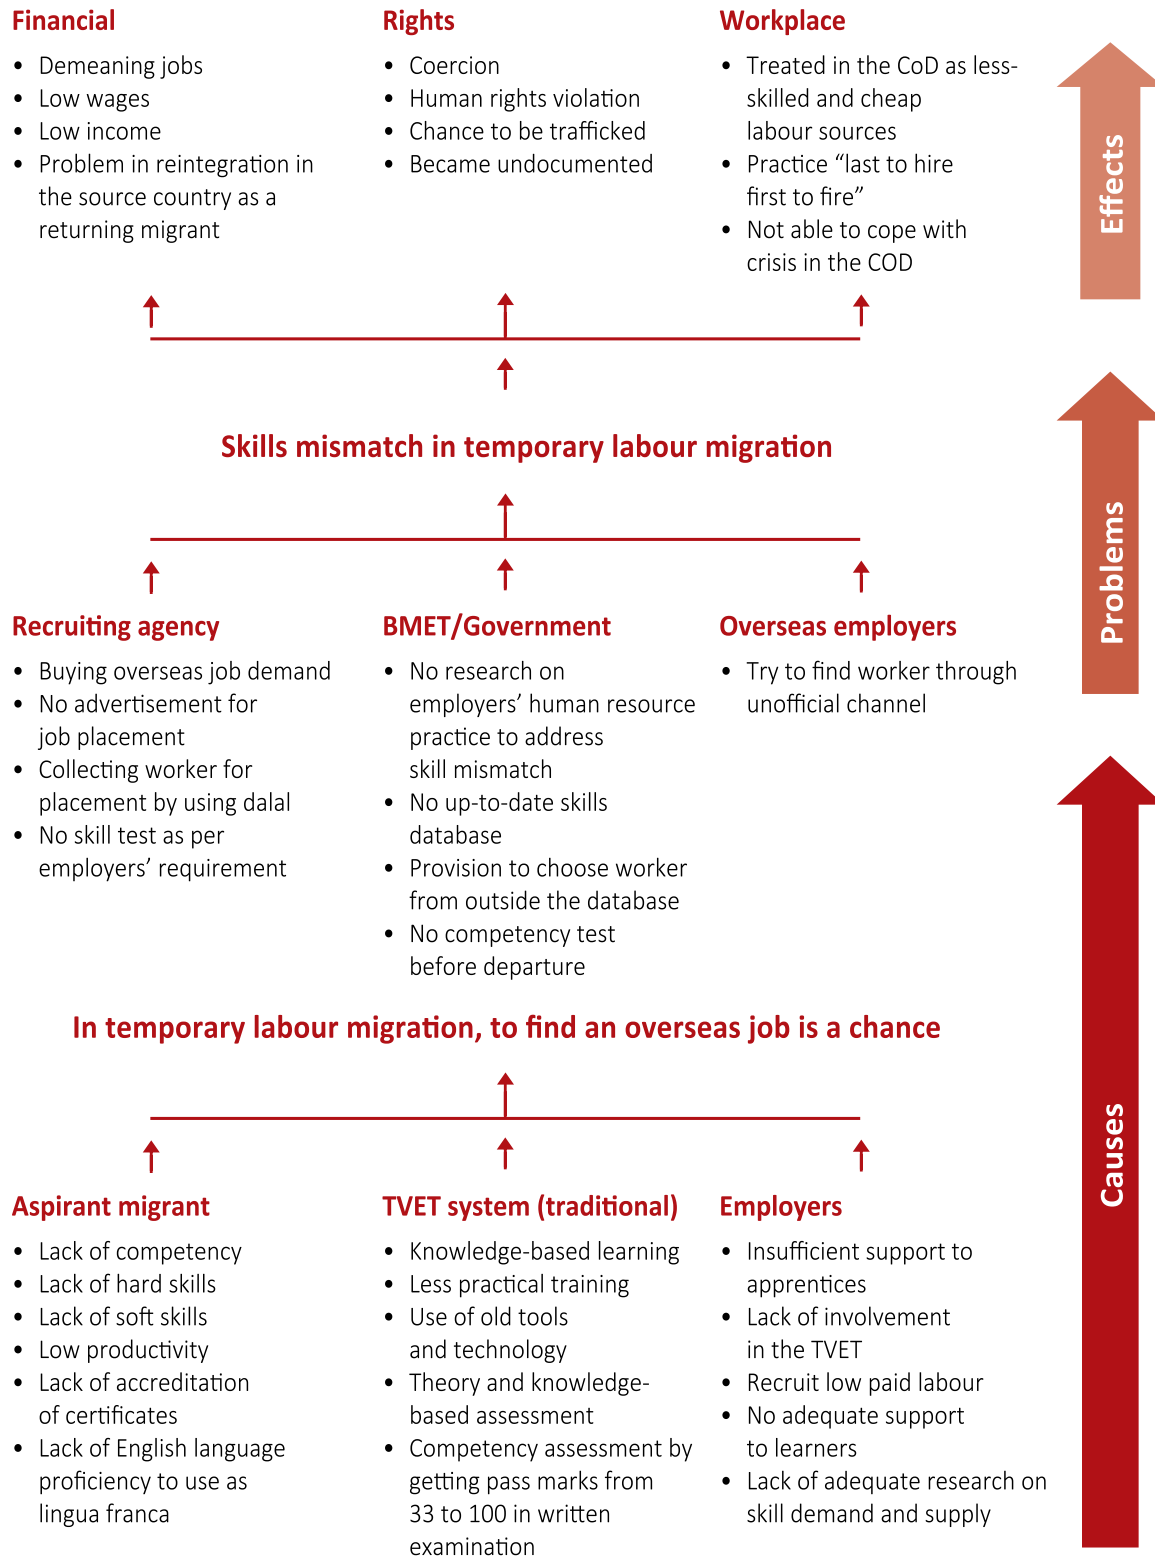 Financial
• Demeaning jobs
• Low wages
• Low income
• Problem in reintegration in
the source country as a
returning migrant
Rights
• Coercion
• Human rights violation
• Chance to be trafficked
• Became undocumented
Workplace
• Treated in the CoD as less-
skilled and cheap
labour sources
• Practice “last to hire
first to fire”
• Not able to cope with
crisis in the COD
Effects
Skills mismatch in temporary labour migration
Problems
Recruiting agency
• Buying overseas job demand
• No advertisement for
job placement
• Collecting worker for
placement by using dalal
• No skill test as per
employers’ requirement
BMET/Government
• No research on
employers’ human resource
practice to address
skill mismatch
• No up-to-date skills
database
• Provision to choose worker
from outside the database
• No competency test
before departure
Overseas employers
• Try to find worker through
unofficial channel
In temporary labour migration, to find an overseas job is a chance
Causes
Aspirant migrant
• Lack of competency
• Lack of hard skills
• Lack of soft skills
• Low productivity
• Lack of accreditation
of certificates
• Lack of English language
proficiency to use as
lingua franca
TVET system (traditional)
• Knowledge-based learning
• Less practical training
• Use of old tools
and technology
• Theory and knowledge-
based assessment
• Competency assessment by
getting pass marks from
33 to 100 in written
examination
Employers
• Insufficient support to
apprentices
• Lack of involvement
in the TVET
• Recruit low paid labour
• No adequate support
to learners
• Lack of adequate research on
skill demand and supply